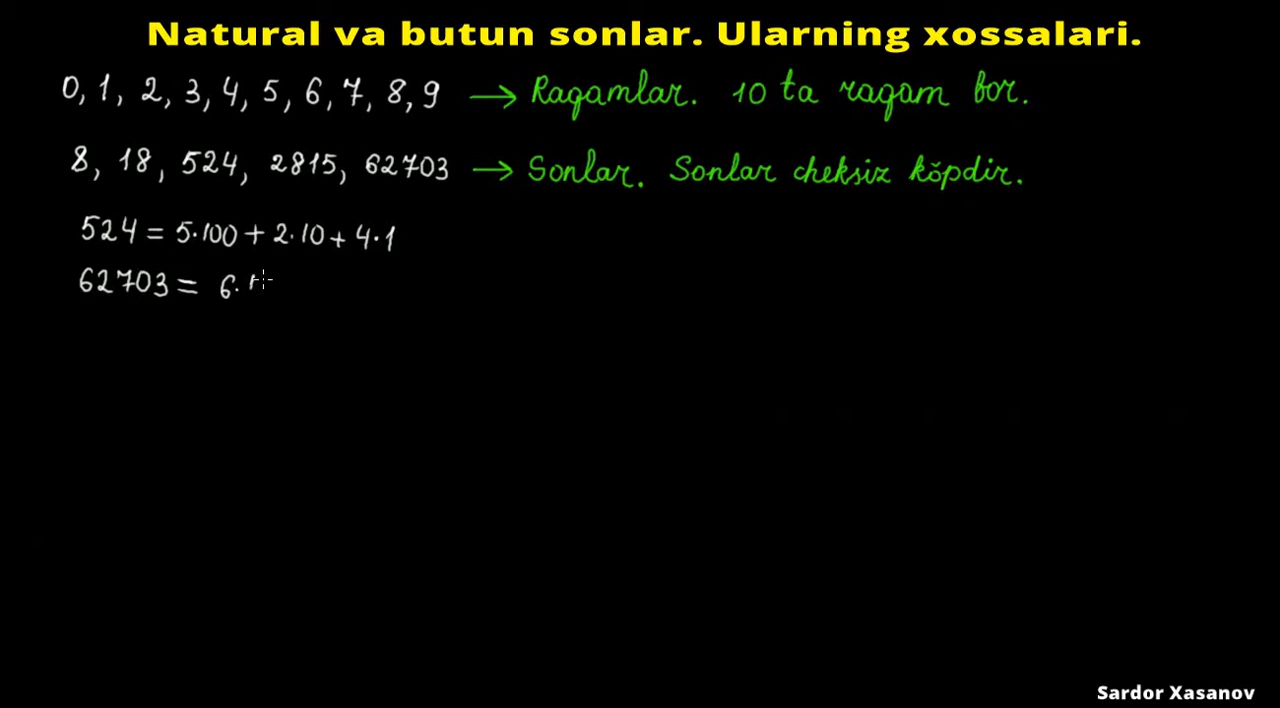 Natural va butun sonlar. Ularning xossalari.
0, 1, 2, 3, 4, 5, 6, 7, 8, 9 → Raqamlar. 10 ta raqam bor.
8, 18, 524, 2815, 62703 → Sonlar. Sonlar cheksiz kŏpdir.
524 = 5·100 + 2·10 + 4·1
62703 = 6·
Sardor Xasanov